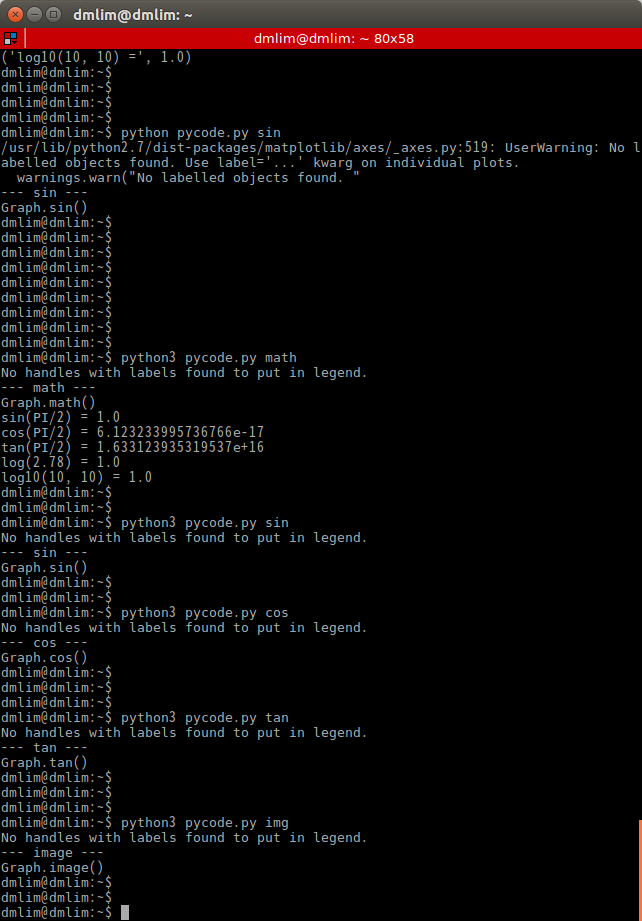 dmlim@dmlim: ~
dmlim@dmlim: ~ 80x58
('log10(10, 10) =', 1.0)
dmlim@dmlim:~$
dmlim@dmlim:~$
dmlim@dmlim:~$
dmlim@dmlim:~$
dmlim@dmlim:~$ python pycode.py sin
/usr/lib/python2.7/dist-packages/matplotlib/axes/_axes.py:519: UserWarning: No l
abelled objects found. Use label='...' kwarg on individual plots.
  warnings.warn("No labelled objects found. "
--- sin ---
Graph.sin()
dmlim@dmlim:~$
dmlim@dmlim:~$
dmlim@dmlim:~$
dmlim@dmlim:~$
dmlim@dmlim:~$
dmlim@dmlim:~$
dmlim@dmlim:~$
dmlim@dmlim:~$
dmlim@dmlim:~$
dmlim@dmlim:~$ python3 pycode.py math
No handles with labels found to put in legend.
--- math ---
Graph.math()
sin(PI/2) = 1.0
cos(PI/2) = 6.123233995736766e-17
tan(PI/2) = 1.633123935319537e+16
log(2.78) = 1.0
log10(10, 10) = 1.0
dmlim@dmlim:~$
dmlim@dmlim:~$
dmlim@dmlim:~$ python3 pycode.py sin
No handles with labels found to put in legend.
--- sin ---
Graph.sin()
dmlim@dmlim:~$
dmlim@dmlim:~$
dmlim@dmlim:~$ python3 pycode.py cos
No handles with labels found to put in legend.
--- cos ---
Graph.cos()
dmlim@dmlim:~$
dmlim@dmlim:~$
dmlim@dmlim:~$
dmlim@dmlim:~$ python3 pycode.py tan
No handles with labels found to put in legend.
--- tan ---
Graph.tan()
dmlim@dmlim:~$
dmlim@dmlim:~$
dmlim@dmlim:~$
dmlim@dmlim:~$ python3 pycode.py img
No handles with labels found to put in legend.
--- image ---
Graph.image()
dmlim@dmlim:~$
dmlim@dmlim:~$
dmlim@dmlim:~$